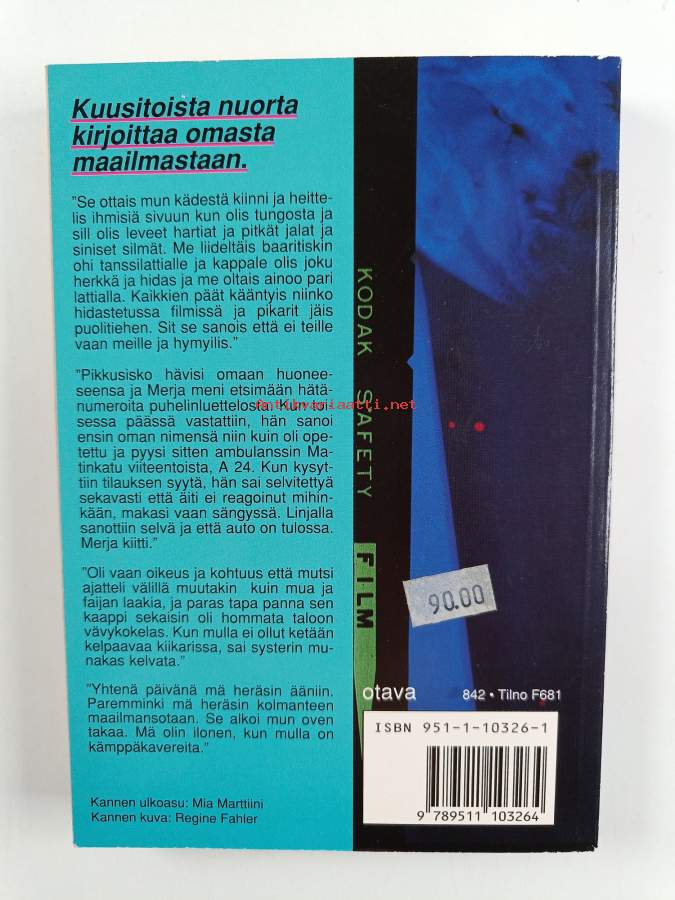 Kuusitoista nuorta
kirjoittaa omasta
maailmastaan.
"Se ottais mun kädestä kiinni ja heitte-
lis ihmisiä sivuun kun olis tungosta ja
sill olis leveet hartiat ja pitkät jalat ja
siniset silmät. Me liideltäis baaritiskin
ohi tanssilattialle ja kappale olis joku
herkkä ja hidas ja me oltais ainoo pari
lattialla. Kaikkien päät kääntyis niinko
hidastetussa filmissä ja pikarit jäis
puolitiehen. Sit se sanois että ei teille
vaan meille ja hymyilis."
"Pikkusisko hävisi omaan huonee-
seensa ja Merja meni etsimään hätä-
numeroita puhelinluettelosta. Kun toi-
sessa päässä vastattiin, hän sanoi
ensin oman nimensä niin kuin oli ope-
tettu ja pyysi sitten ambulanssin Ma-
tinkatu viiteentoista, A 24. Kun kysyt-
tiin tilauksen syytä, hän sai selvitettyä
sekavasti että äiti ei reagoinut mihin-
kään, makasi vaan sängyssä. Linjalla
sanottiin selvä ja että auto on tulossa.
Merja kiitti."
"Oli vaan oikeus ja kohtuus että mutsi
ajatteli välillä muutakin kuin mua ja
faijan laakia, ja paras tapa panna sen
kaappi sekaisin oli hommata taloon
vävykokelas. Kun mulla ei ollut ketään
kelpaavaa kiikarissa, sai systerin mu-
nakas kelvata."
"Yhtenä päivänä mä heräsin ääniin.
Paremminki mä heräsin kolmanteen
maailmansotaan. Se alkoi mun oven
takaa. Mä olin ilonen, kun mulla on
kämppäkavereita."
Kannen ulkoasu: Mia Marttiini
Kannen kuva: Regine Fahler
KODAK SAFETY
FILM
Antikvariaatti.net
90.00
otava
842 • Tilno F681
ISBN 951-1-10326-1
9 789511 103264